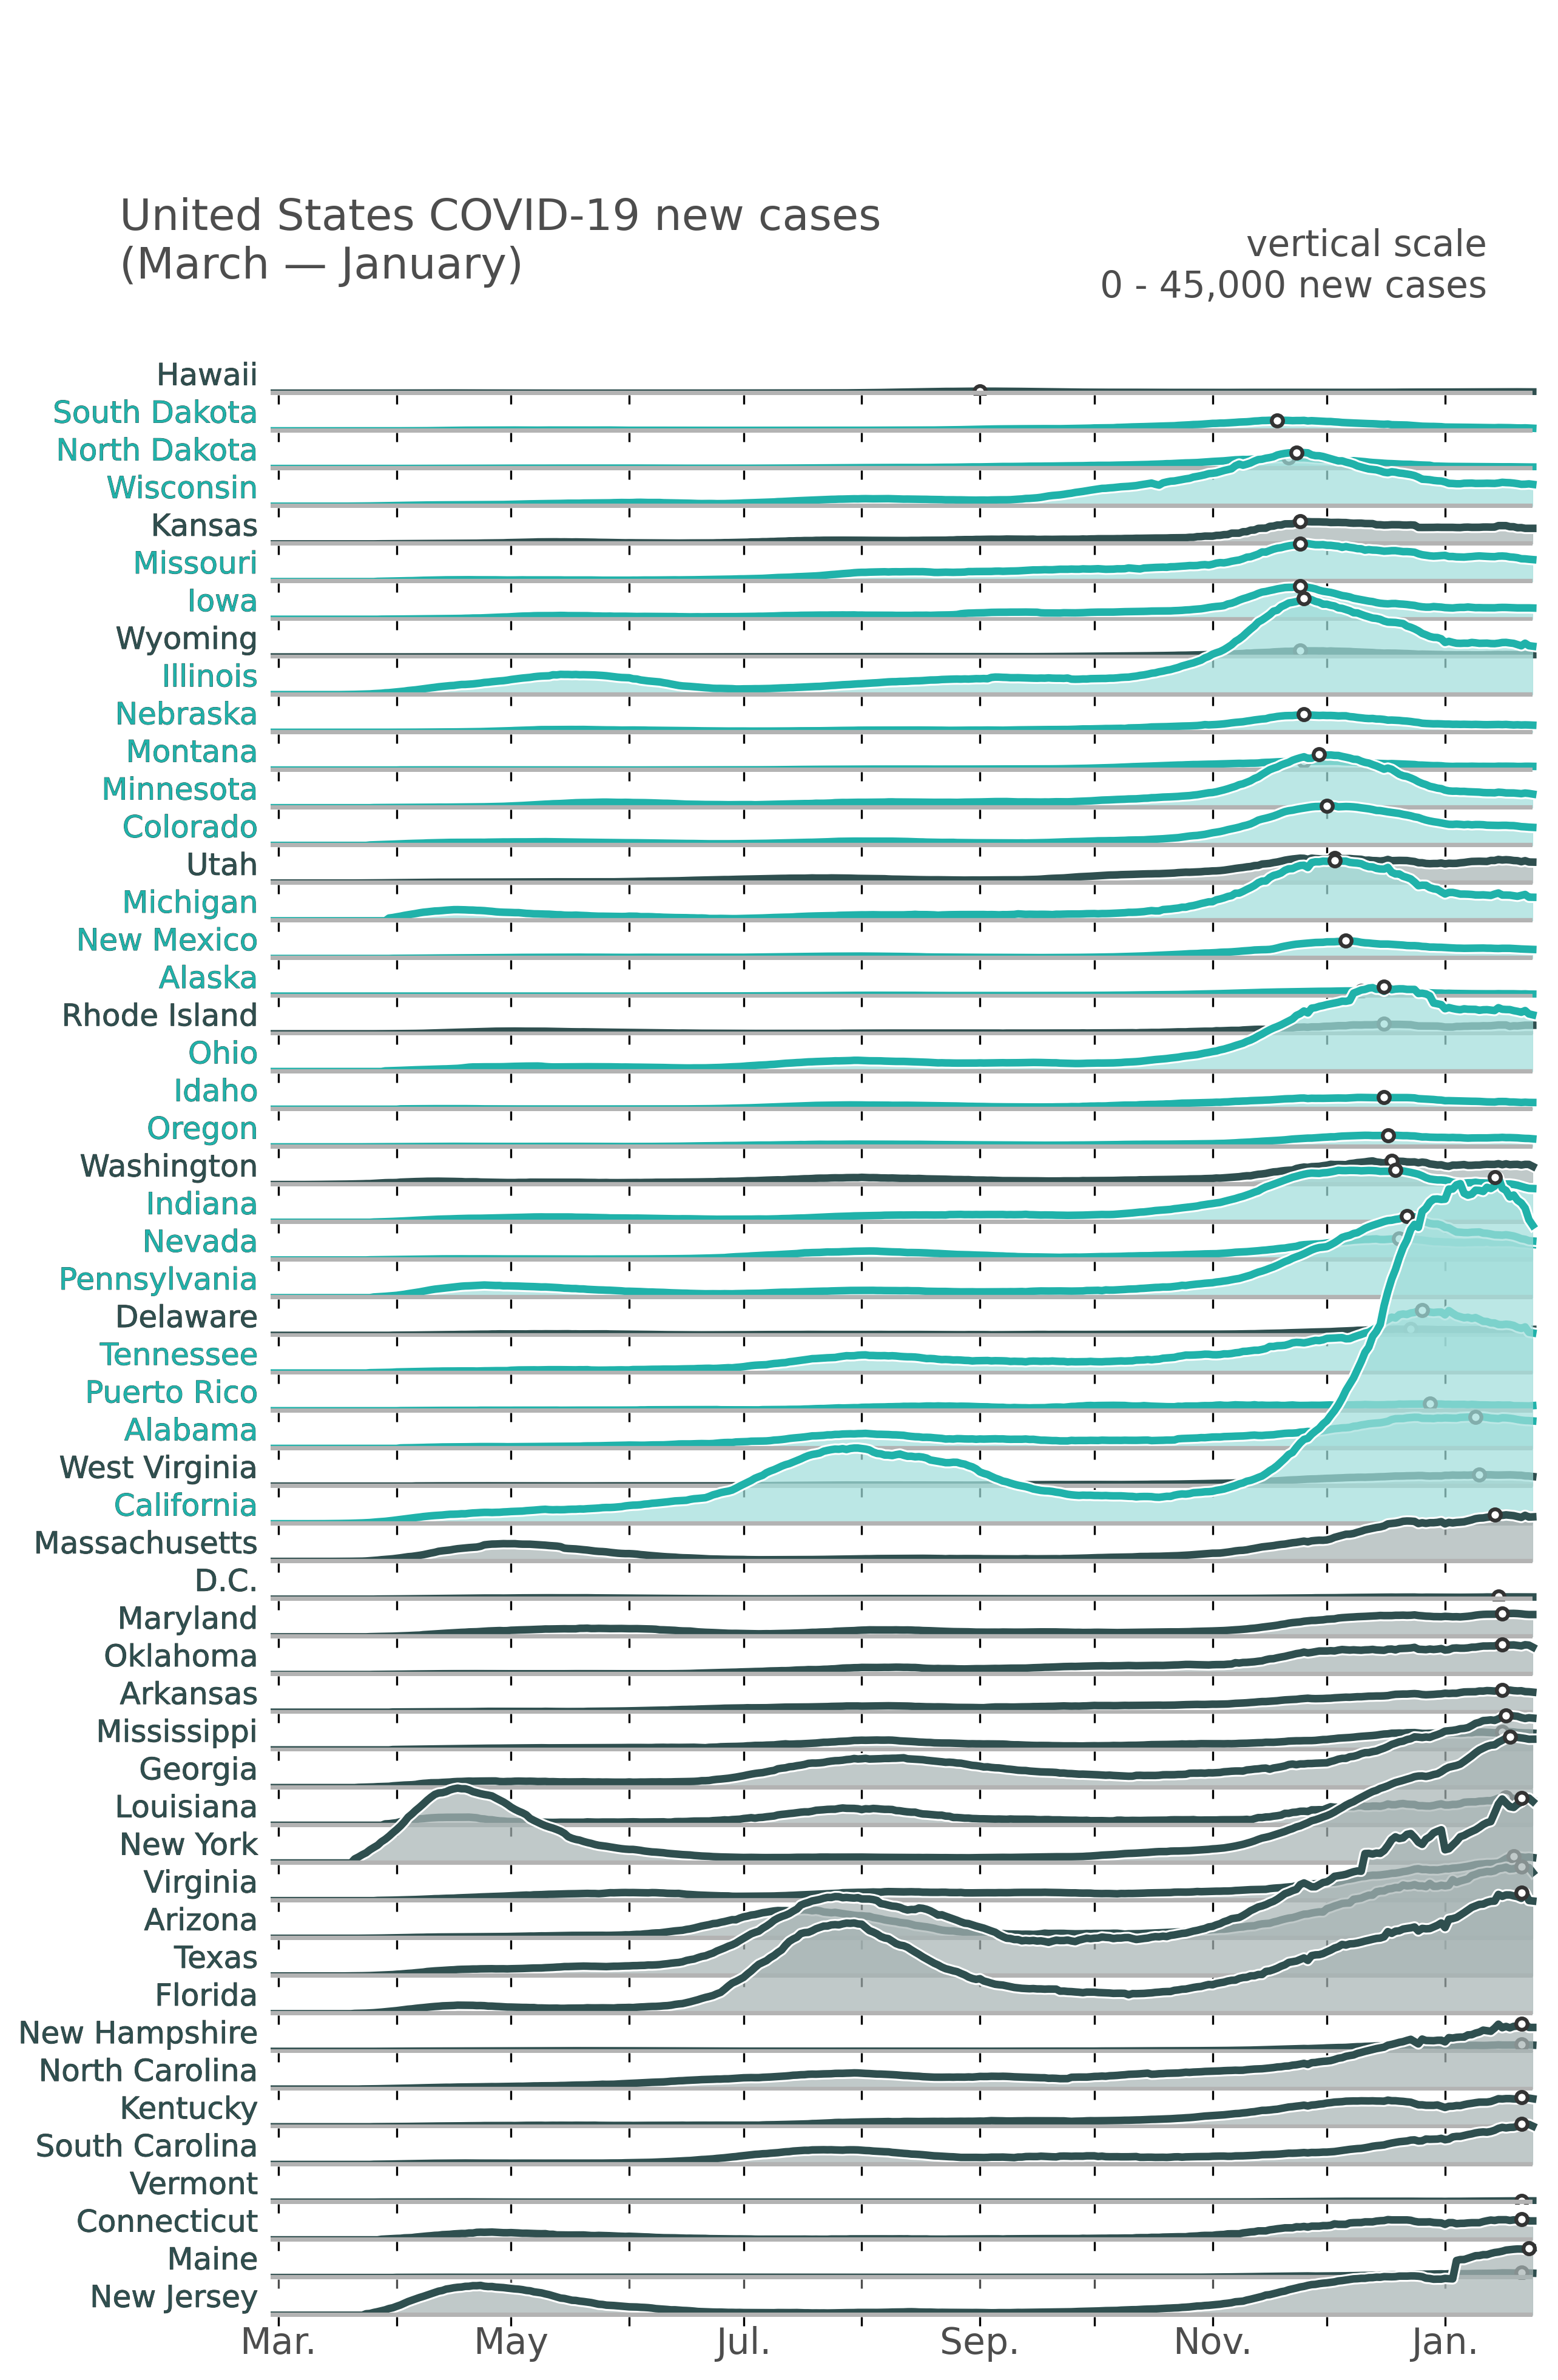 United States COVID-19 new cases
(March — January)
vertical scale
0 - 45,000 new cases
Hawaii
South Dakota
North Dakota
Wisconsin
Kansas
Missouri
Iowa
Wyoming
Illinois
Nebraska
Montana
Minnesota
Colorado
Utah
Michigan
New Mexico
Alaska
Rhode Island
Ohio
Idaho
Oregon
Washington
Indiana
Nevada
Pennsylvania
Delaware
Tennessee
Puerto Rico
Alabama
West Virginia
California
Massachusetts
D.C.
Maryland
Oklahoma
Arkansas
Mississippi
Georgia
Louisiana
New York
Virginia
Arizona
Texas
Florida
New Hampshire
North Carolina
Kentucky
South Carolina
Vermont
Connecticut
Maine
New Jersey
Mar. May Jul. Sep. Nov. Jan.